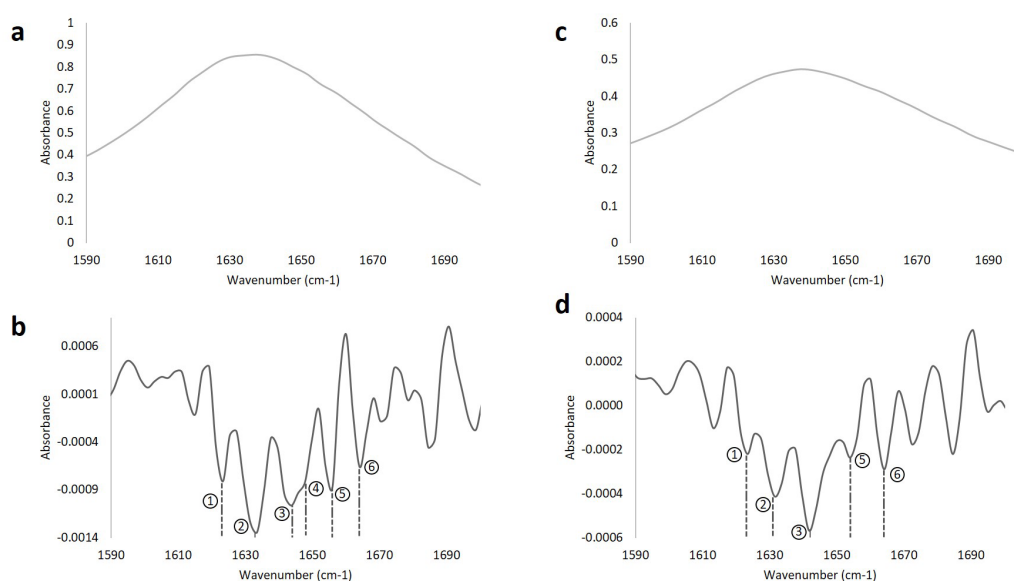 a
1
0.9
0.8
0.7
0.6
0.5
0.4
0.3
0.2
0.1
0
Absorbance
1590 1610 1630 1650 1670 1690
Wavenumber (cm-1)
c
0.6
0.5
0.4
0.3
0.2
0.1
0
Absorbance
1590 1610 1630 1650 1670 1690
Wavenumber (cm-1)
b
0.0006
0.0001
-0.0004
-0.0009
-0.0014
Absorbance
1 2 3 4 5 6
1590 1610 1630 1650 1670 1690
Wavenumber (cm-1)
d
0.0004
0.0002
0.0000
-0.0002
-0.0004
-0.0006
Absorbance
1 2 3 5 6
1590 1610 1630 1650 1670 1690
Wavenumber (cm-1)